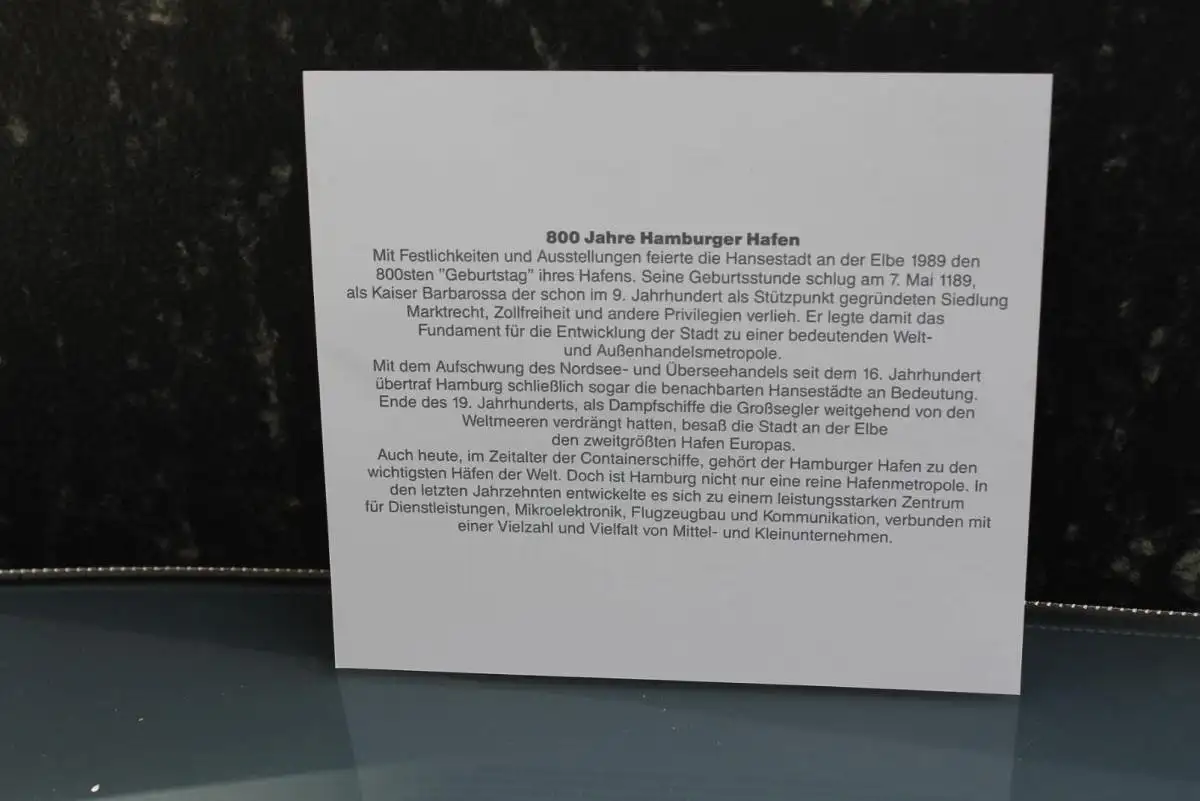 800 Jahre Hamburger Hafen
Mit Festlichkeiten und Ausstellungen feierte die Hansestadt an der Elbe 1989 den
800sten "Geburtstag" ihres Hafens. Seine Geburtsstunde schlug am 7. Mai 1189,
als Kaiser Barbarossa der schon im 9. Jahrhundert als Stützpunkt gegründeten Siedlung
Marktrecht, Zollfreiheit und andere Privilegien verlieh. Er legte damit das
Fundament für die Entwicklung der Stadt zu einer bedeutenden Welt-
und Außenhandelsmetropole.
Mit dem Aufschwung des Nordsee- und Überseehandels seit dem 16. Jahrhundert
übertraf Hamburg schließlich sogar die benachbarten Hansestädte an Bedeutung.
Ende des 19. Jahrhunderts, als Dampfschiffe die Großsegler weitgehend von den
Weltmeeren verdrängt hatten, besaß die Stadt an der Elbe
den zweitgrößten Hafen Europas.
Auch heute, im Zeitalter der Containerschiffe, gehört der Hamburger Hafen zu den
wichtigsten Häfen der Welt. Doch ist Hamburg nicht nur eine reine Hafenmetropole. In
den letzten Jahrzehnten entwickelte es sich zu einem leistungsstarken Zentrum
für Dienstleistungen, Mikroelektronik, Flugzeugbau und Kommunikation, verbunden mit
einer Vielzahl und Vielfalt von Mittel- und Kleinunternehmen.